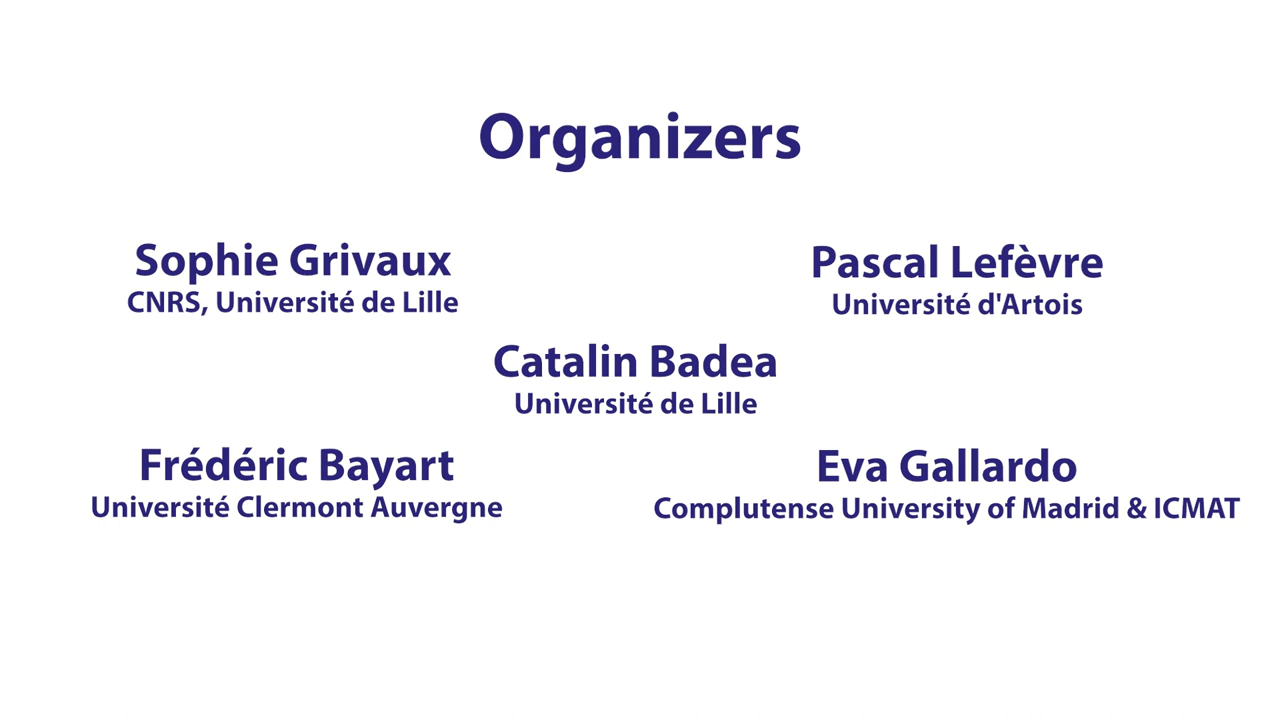 Organizers
Sophie Grivaux
CNRS, Université de Lille
Pascal Lefèvre
Université d'Artois
Catalin Badea
Université de Lille
Frédéric Bayart
Université Clermont Auvergne
Eva Gallardo
Complutense University of Madrid & ICMAT